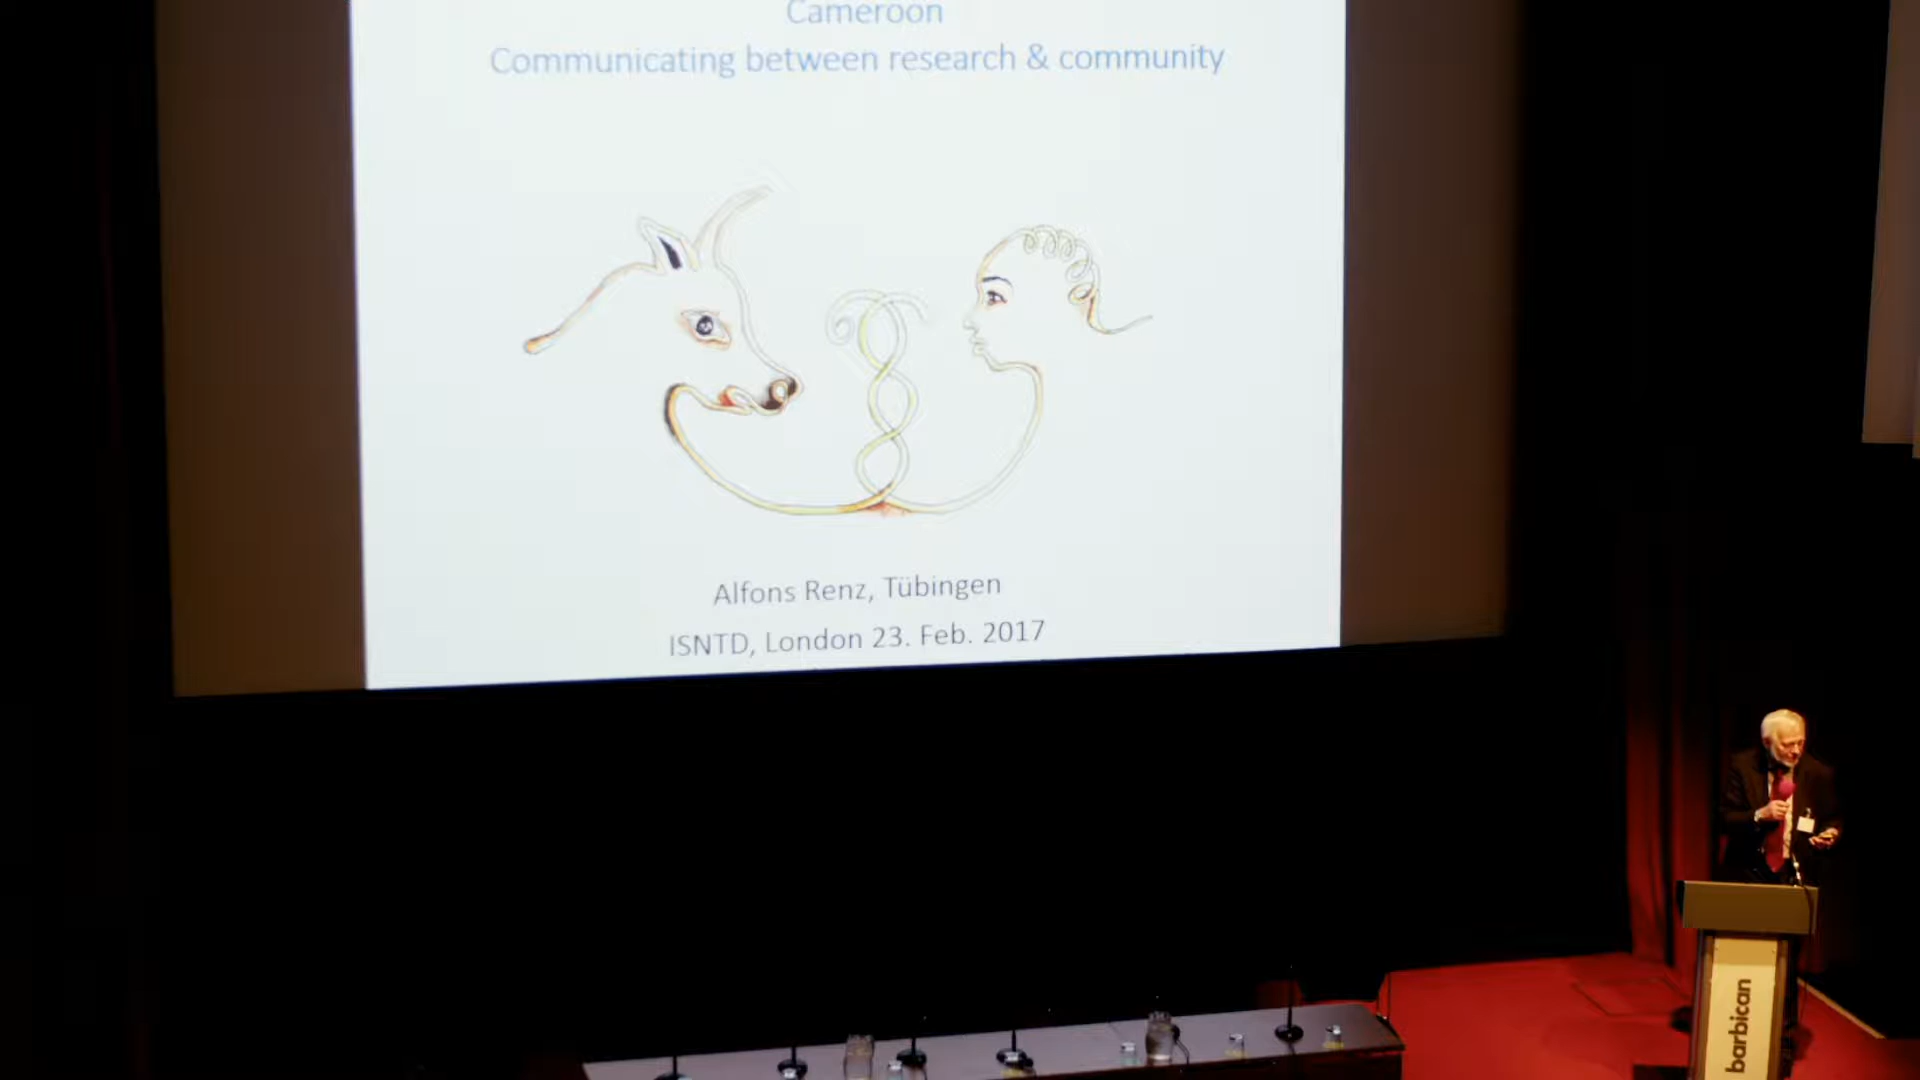 Cameroon
Communicating between research & community
Alfons Renz, Tübingen
ISNTD, London 23. Feb. 2017
barbican